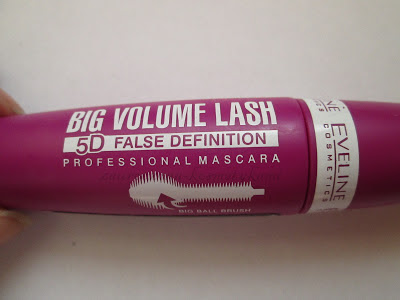 BIG VOLUME LASH
5D FALSE DEFINITION
PROFESSIONAL MASCARA
BIG BALL BRUSH
EVELINE
COSMETICS